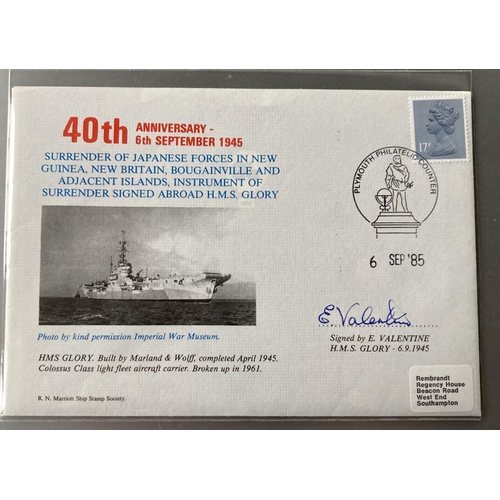 40th ANNIVERSARY -
6th SEPTEMBER 1945
SURRENDER OF JAPANESE FORCES IN NEW
GUINEA, NEW BRITAIN, BOUGAINVILLE AND
ADJACENT ISLANDS, INSTRUMENT OF
SURRENDER SIGNED ABROAD H.M.S. GLORY
17P
PLYMOUTH PHILATELIC COUNTER
6 SEP '85
Photo by kind permission Imperial War Museum.
E. Valentine
Signed by E. VALENTINE
H.M.S. GLORY - 6.9.1945
HMS GLORY. Built by Marland & Wolff, completed April 1945.
Colossus Class light fleet aircraft carrier. Broken up in 1961.
R. N. Marriott Ship Stamp Society.
Rembrandt
Regency House
Beacon Road
West End
Southampton